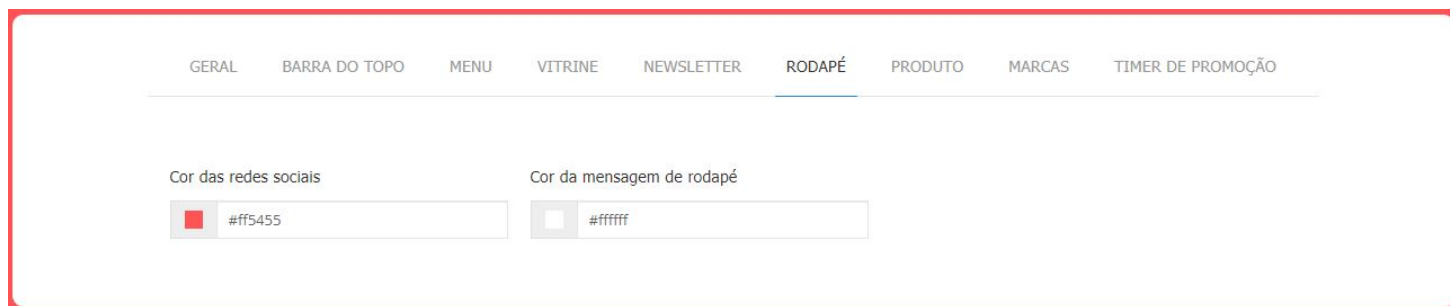 GERAL BARRA DO TOPO MENU VITRINE NEWSLETTER RODAPÉ PRODUTO MARCAS TIMER DE PROMOÇÃO
Cor das redes sociais Cor da mensagem de rodapé
#ff5455 #ffffff